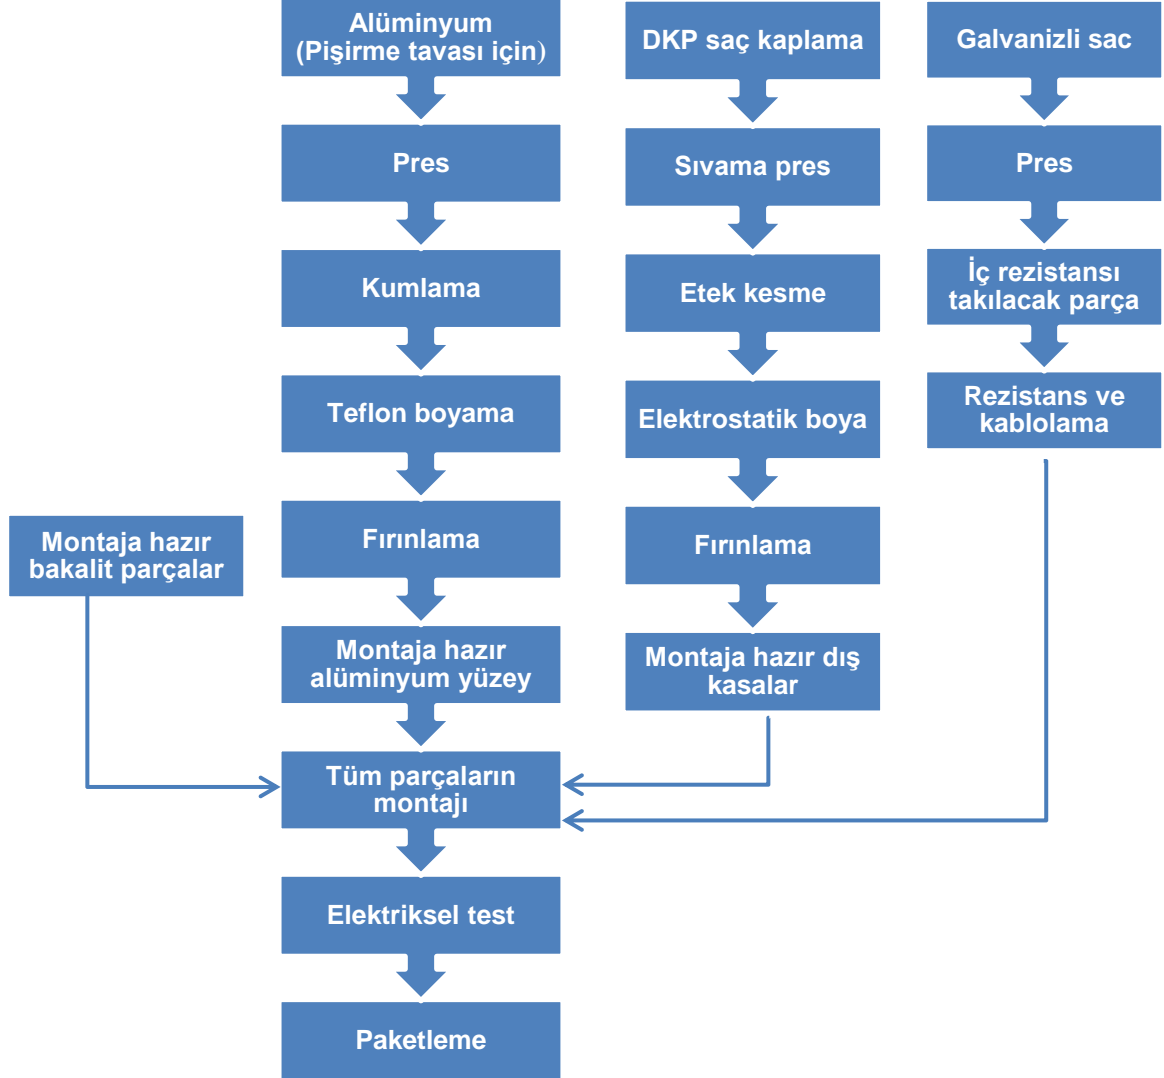 Alüminyum
(Pişirme tavası için)
Pres
Kumlama
Teflon boyama
Fırınlama
Montaja hazır
alüminyum yüzey
Montaja hazır
bakalit parçalar
DKP saç kaplama
Sıvama pres
Etek kesme
Elektrostatik boya
Fırınlama
Montaja hazır dış
kasalar
Galvanizli sac
Pres
İç rezistansı
takılacak parça
Rezistans ve
kablolama
Tüm parçaların
montajı
Elektriksel test
Paketleme